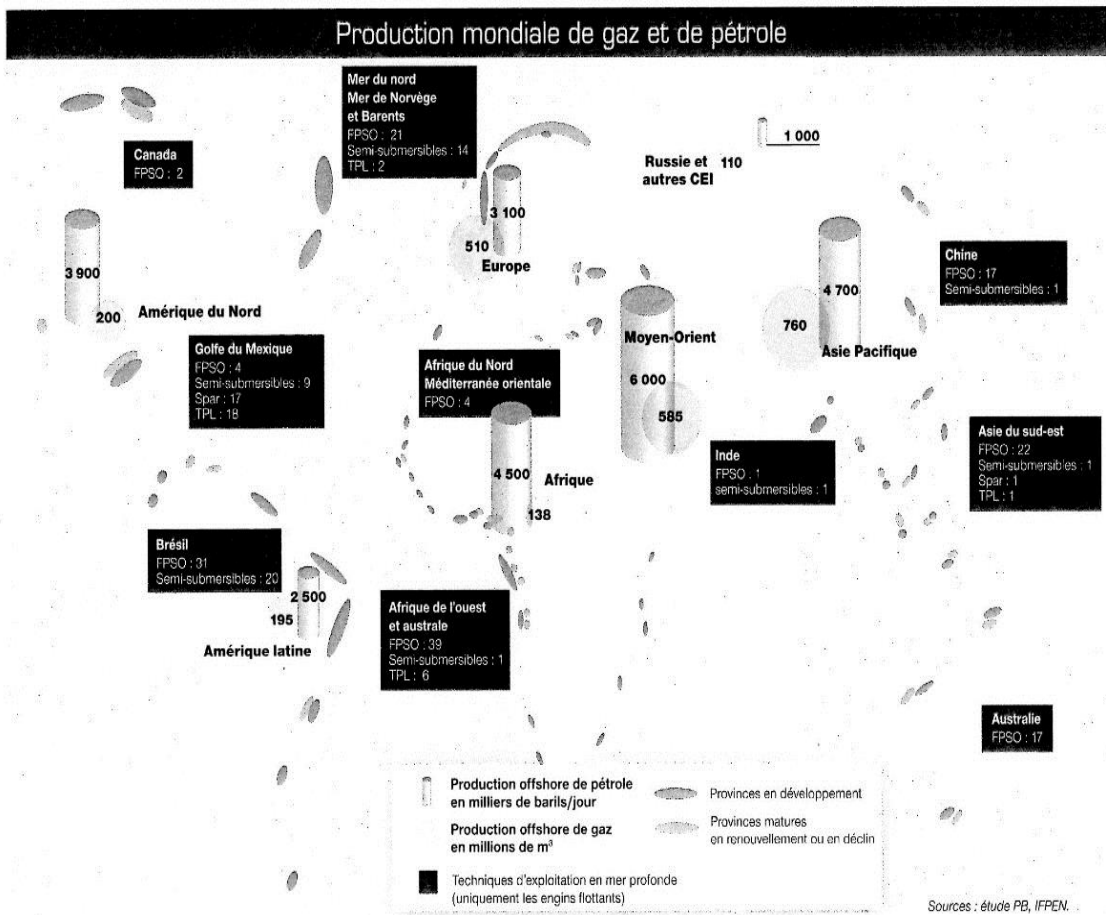 Production mondiale de gaz et de pétrole
Mer du nord
Mer de Norvège
et Barents
FPSO : 21
Semi-submersibles : 14
TPL : 2
Canada
FPSO : 2
1 000
Russie et
autres CEI
110
3 100
510
Europe
3 900
200
Amérique du Nord
Chine
FPSO : 17
Semi-submersibles : 1
4 700
760
Asie Pacifique
Golfe du Mexique
FPSO : 4
Semi-submersibles : 9
Spar : 17
TPL : 18
Afrique du Nord
Méditerranée orientale
FPSO : 4
Moyen-Orient
6 000
585
4 500
Afrique
138
Inde
FPSO : 1
semi-submersibles : 1
Asie du sud-est
FPSO : 22
Semi-submersibles : 1
Spar : 1
TPL : 1
Brésil
FPSO : 31
Semi-submersibles : 20
2 500
195
Amérique latine
Afrique de l'ouest
et australe
FPSO : 39
Semi-submersibles : 1
TPL : 6
Australie
FPSO : 17
Production offshore de pétrole
en milliers de barils/jour
Production offshore de gaz
en millions de m³
Provinces en développement
Provinces matures
en renouvellement ou en déclin
Techniques d'exploitation en mer profonde
(uniquement les engins flottants)
Sources : étude PB, IFPEN.